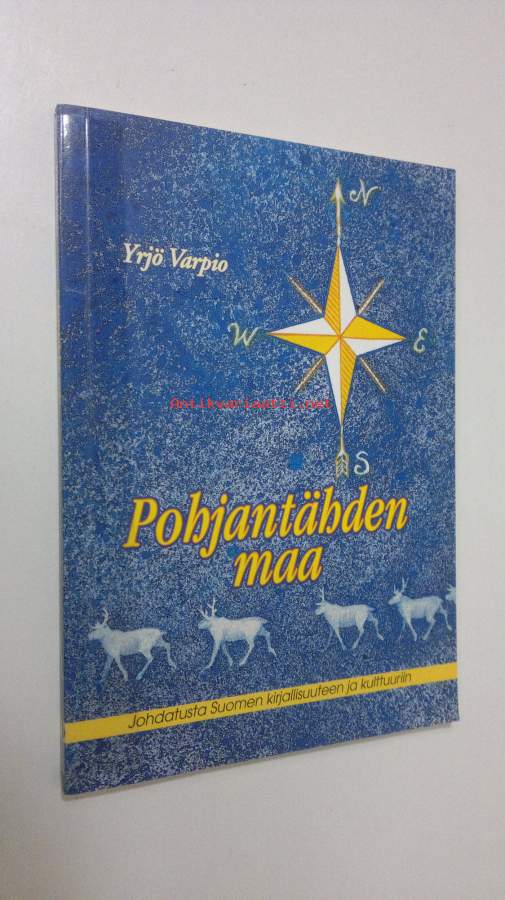 N
Yrjö Varpio
W
E
Antikvariaatti.net
S
Pohjantähden
maa
Johdatusta Suomen kirjallisuuteen ja kulttuuriin